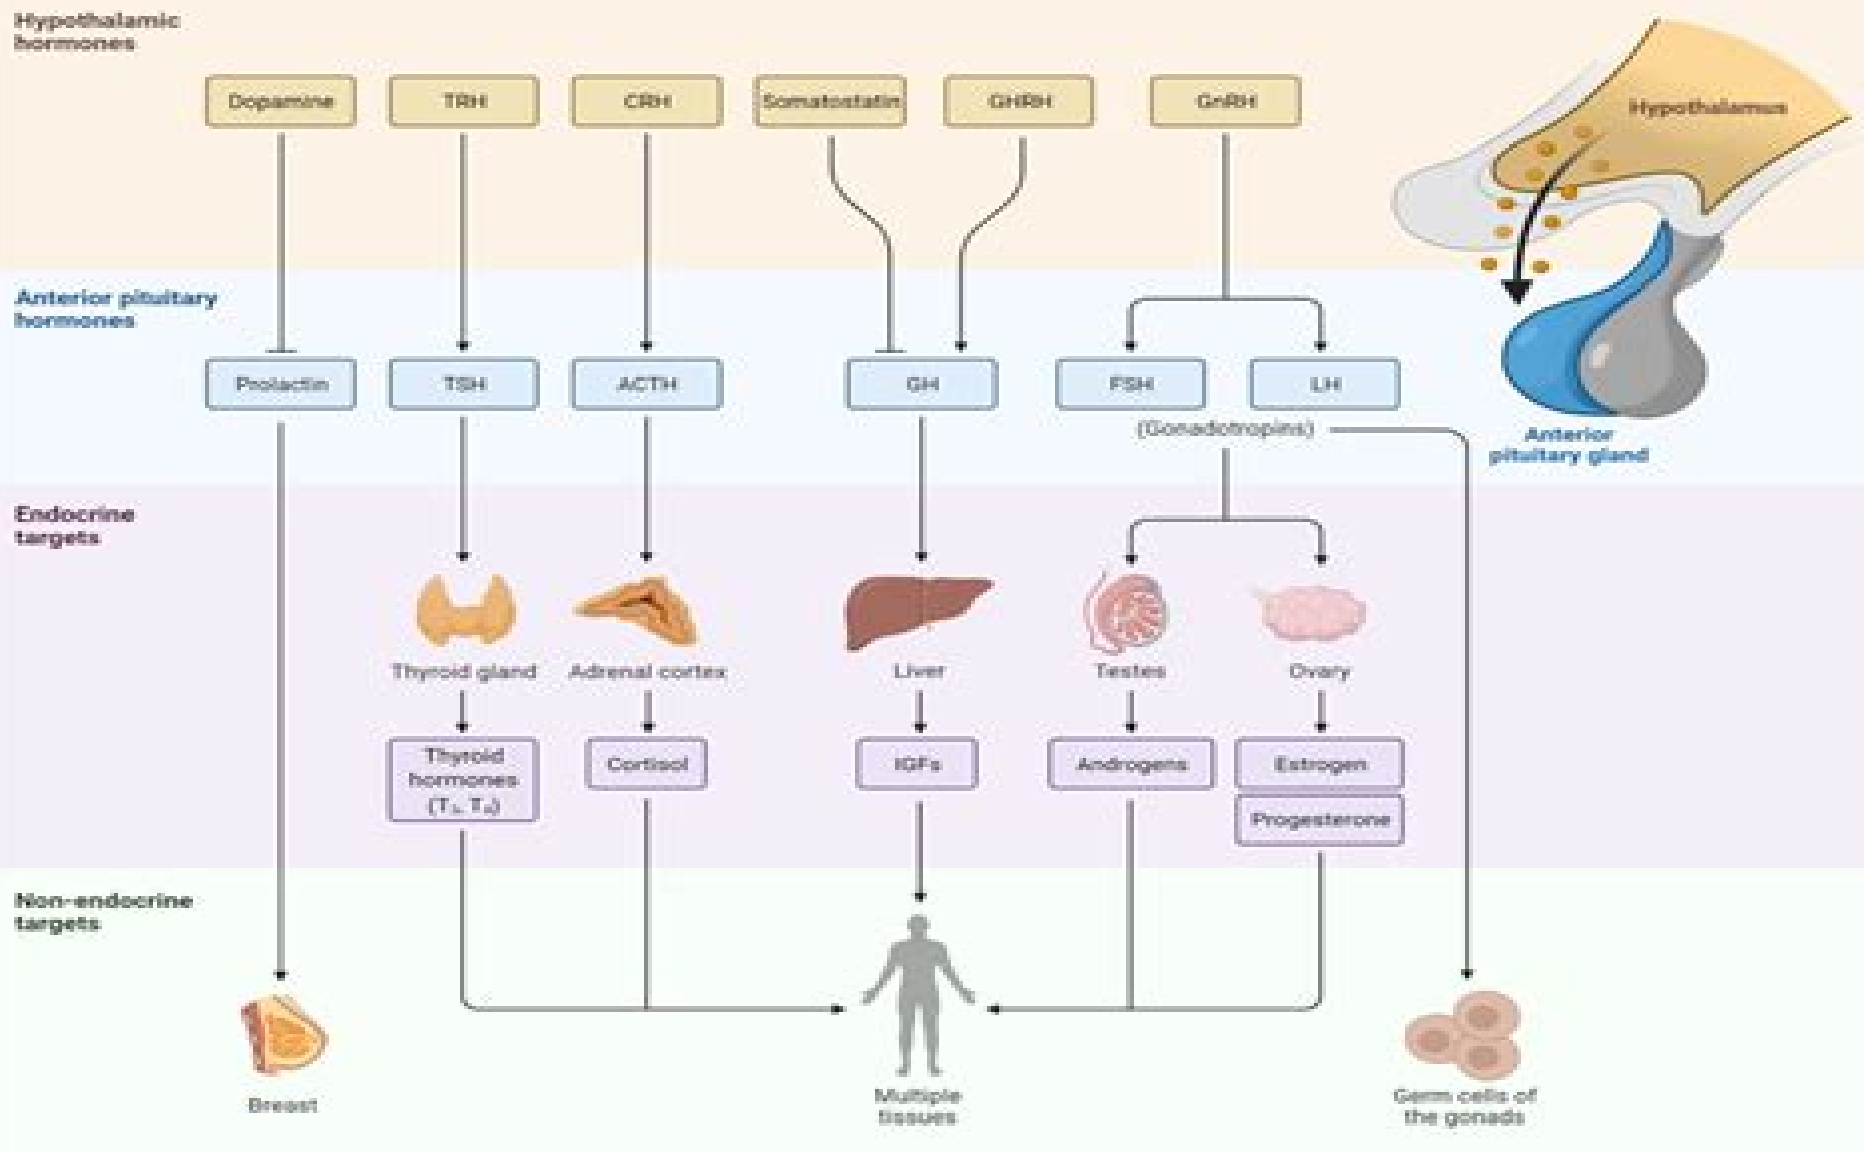 Hypothalamic
hormones
Dopamine
TRH
CRH
Somatostatin
GHRH
GnRH
Hypothalamus
Anterior pituitary
hormones
Prolactin
TSH
ACTH
GH
FSH
LH
(Gonadotropins)
Anterior
pituitary gland
Endocrine
targets
Thyroid gland
Adrenal cortex
Liver
Testes
Ovary
Thyroid
hormones
(T₃, T₄)
Cortisol
IGFs
Androgens
Estrogen
Progesterone
Non-endocrine
targets
Breast
Multiple
tissues
Germ cells of
the gonads